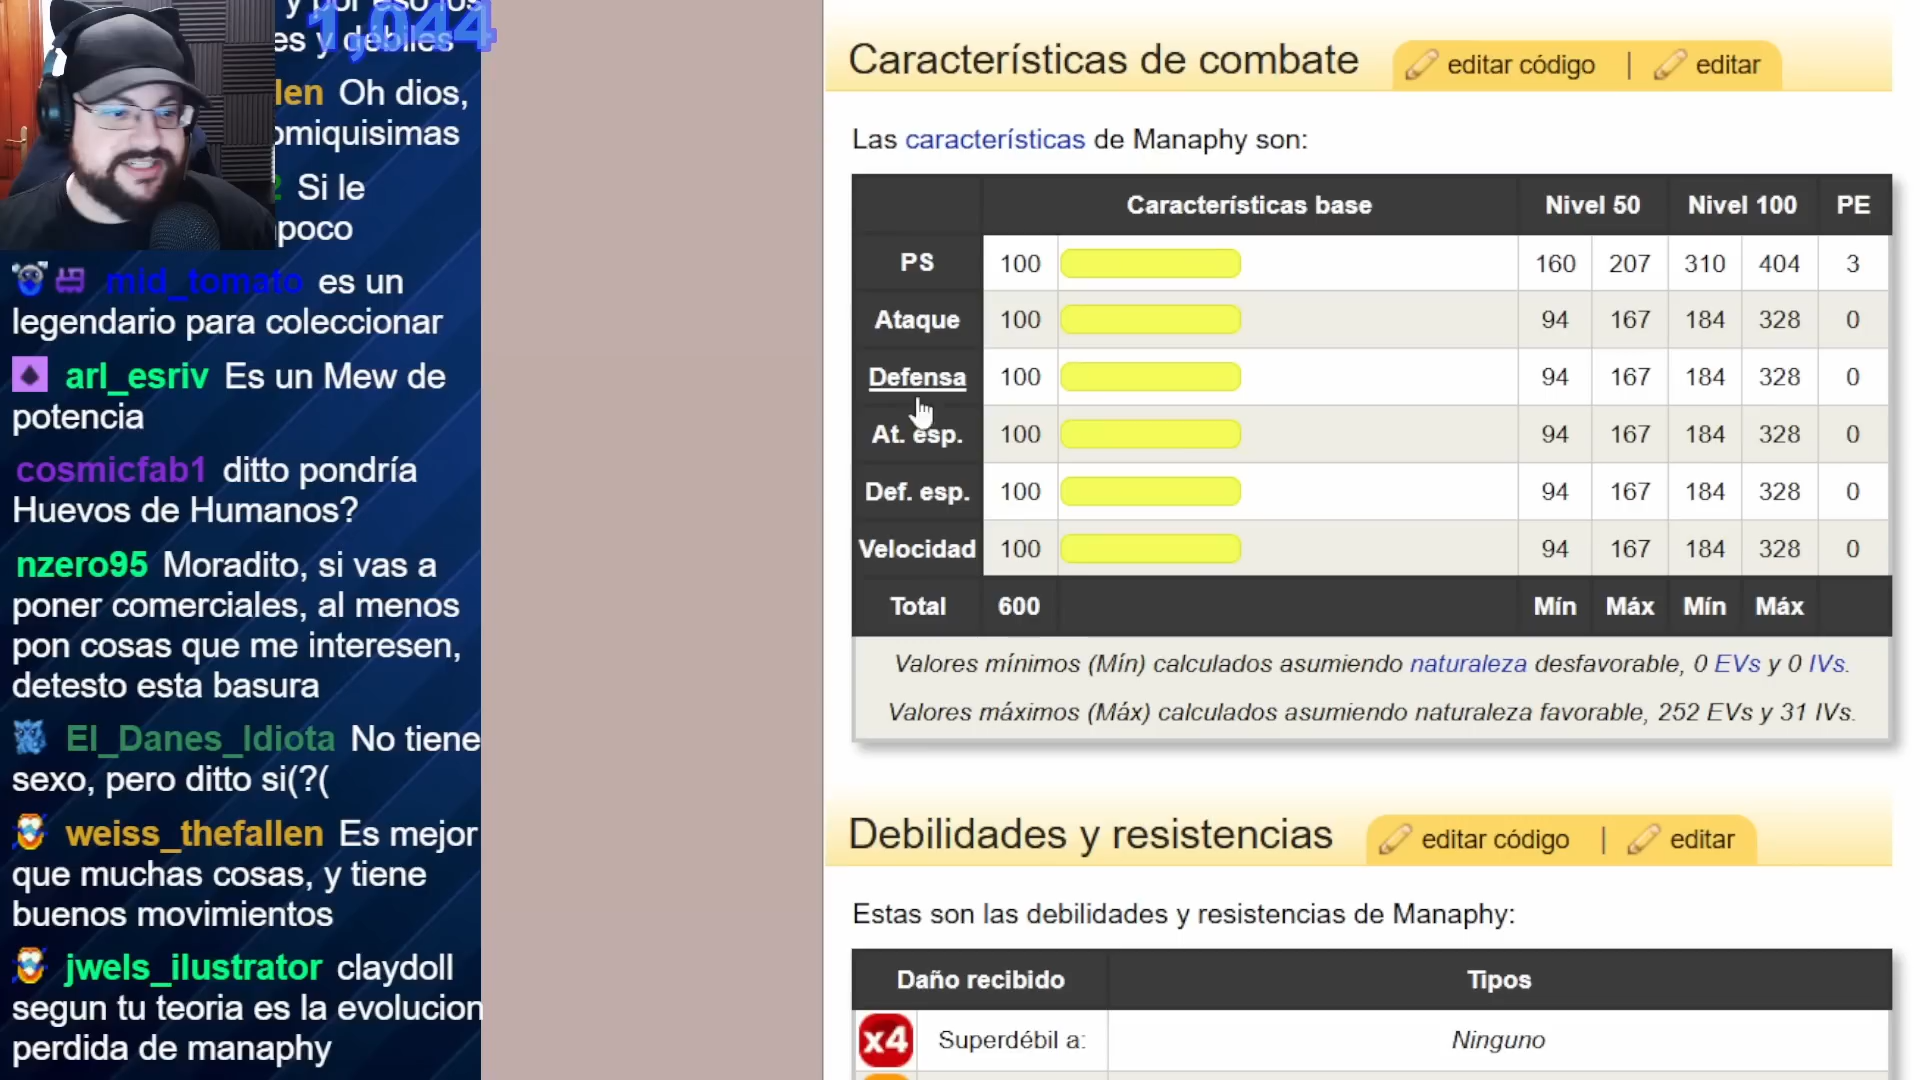 y por eso los
es y débiles
1,044
len Oh dios,
omiquisimas
Si le
poco
mid_tomato es un
legendario para coleccionar
arl_esriv Es un Mew de
potencia
cosmicfab1 ditto pondría
Huevos de Humanos?
nzero95 Moradito, si vas a
poner comerciales, al menos
pon cosas que me interesen,
detesto esta basura
El_Danes_Idiota No tiene
sexo, pero ditto si(?(
weiss_thefallen Es mejor
que muchas cosas, y tiene
buenos movimientos
jwels_ilustrator claydoll
segun tu teoria es la evolucion
perdida de manaphy
Características de combate editar código | editar
Las características de Manaphy son:
Características base Nivel 50 Nivel 100 PE
PS 100 160 207 310 404 3
Ataque 100 94 167 184 328 0
Defensa 100 94 167 184 328 0
At. esp. 100 94 167 184 328 0
Def. esp. 100 94 167 184 328 0
Velocidad 100 94 167 184 328 0
Total 600 Mín Máx Mín Máx
Valores mínimos (Mín) calculados asumiendo naturaleza desfavorable, 0 EVs y 0 IVs.
Valores máximos (Máx) calculados asumiendo naturaleza favorable, 252 EVs y 31 IVs.
Debilidades y resistencias editar código | editar
Estas son las debilidades y resistencias de Manaphy:
Daño recibido Tipos
x4 Superdébil a: Ninguno